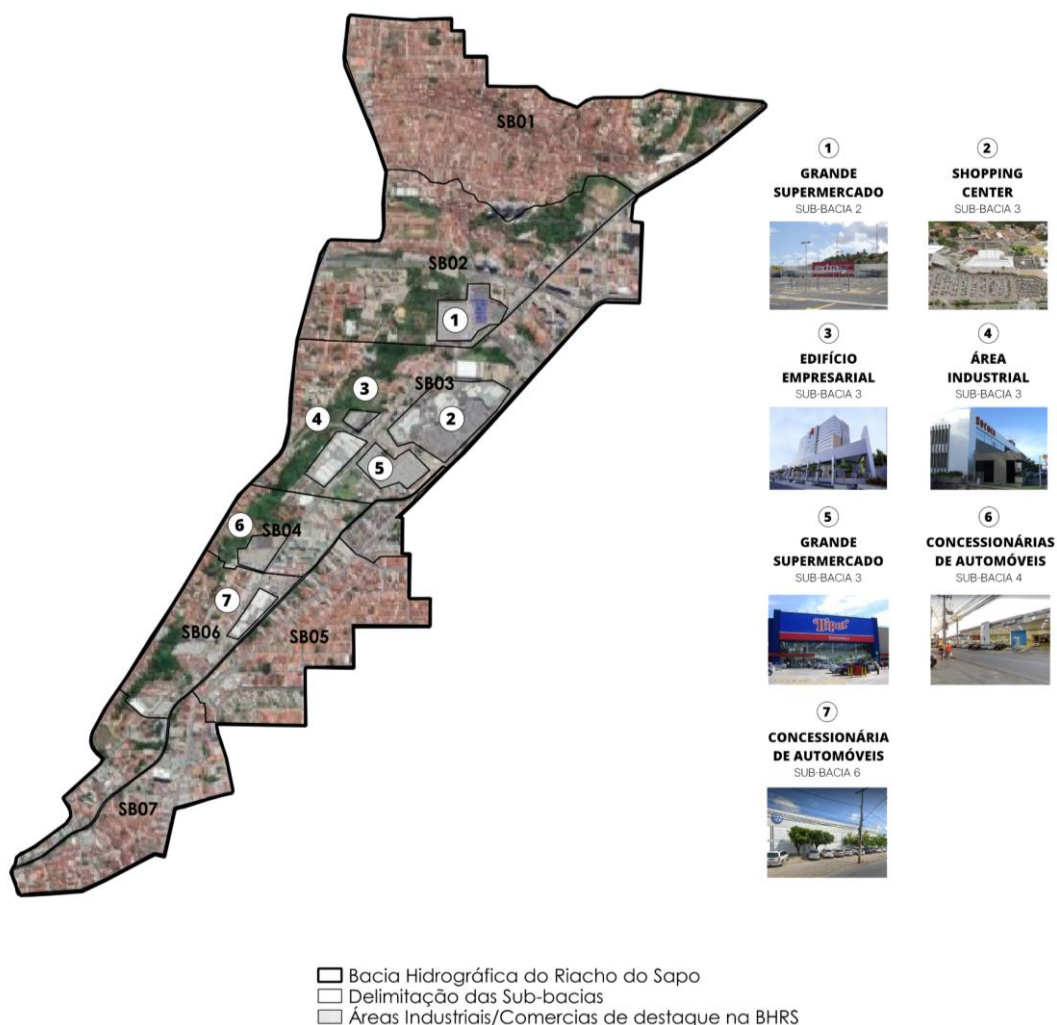 SB01
SB02
1
SB03
3
2
4
5
6
SB04
7
SB06
SB05
SB07
1
GRANDE
SUPERMERCADO
SUB-BACIA 2
extra
2
SHOPPING
CENTER
SUB-BACIA 3
3
EDIFÍCIO
EMPRESARIAL
SUB-BACIA 3
4
ÁREA
INDUSTRIAL
SUB-BACIA 3
SOCOCO
5
GRANDE
SUPERMERCADO
SUB-BACIA 3
Hiper
6
CONCESSIONÁRIAS
DE AUTOMÓVEIS
SUB-BACIA 4
7
CONCESSIONÁRIA
DE AUTOMÓVEIS
SUB-BACIA 6
Bacia Hidrográfica do Riacho do Sapo
Delimitação das Sub-bacias
Áreas Industriais/Comercias de destaque na BHRS